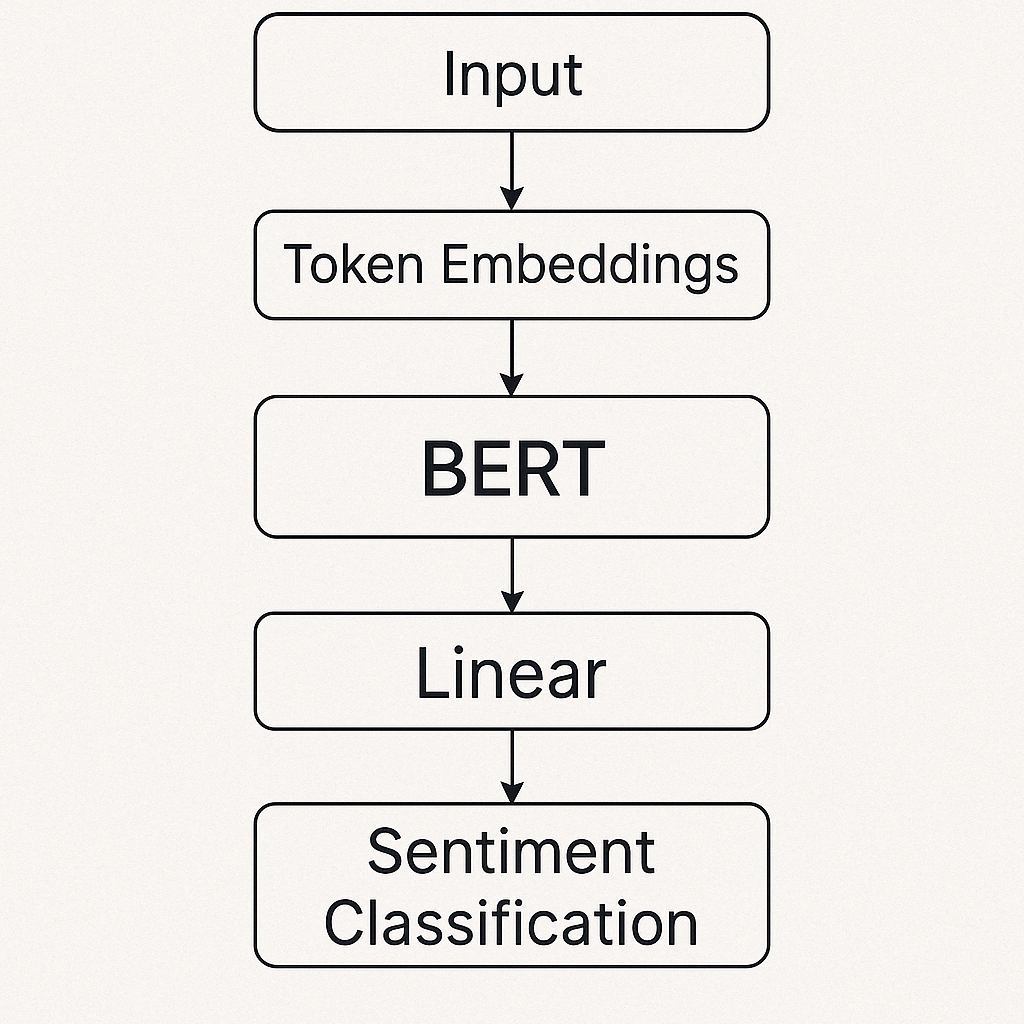 Input
Token Embeddings
BERT
Linear
Sentiment
Classification